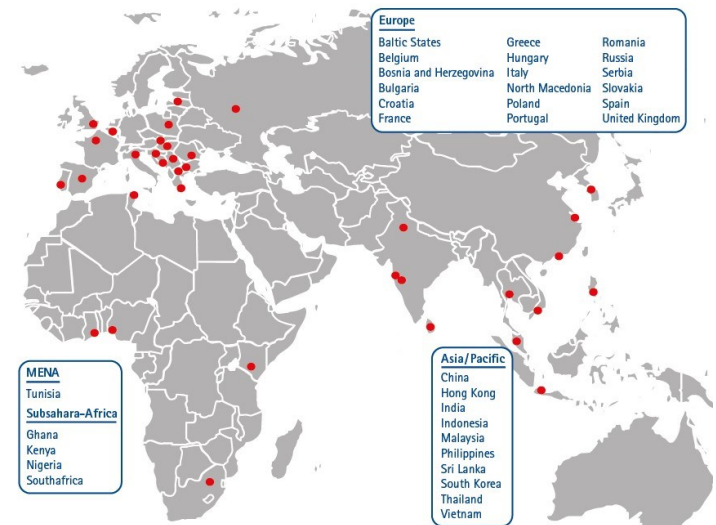 Europe
Baltic States
Belgium
Bosnia and Herzegovina
Bulgaria
Croatia
France
Greece
Hungary
Italy
North Macedonia
Poland
Portugal
Romania
Russia
Serbia
Slovakia
Spain
United Kingdom
MENA
Tunisia
Subsahara-Africa
Ghana
Kenya
Nigeria
Southafrica
Asia/Pacific
China
Hong Kong
India
Indonesia
Malaysia
Philippines
Sri Lanka
South Korea
Thailand
Vietnam